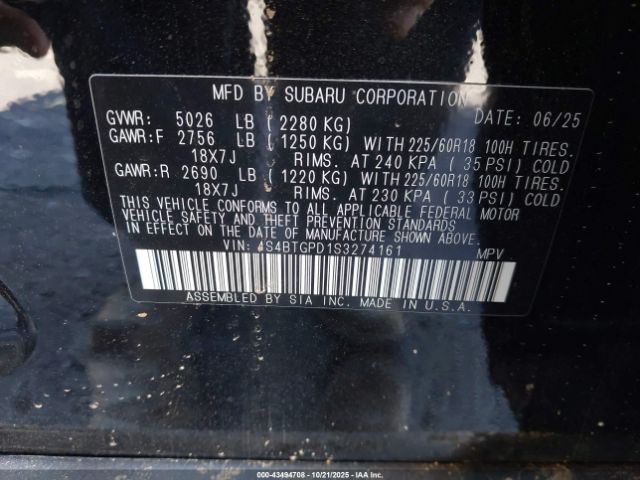 MFD BY SUBARU CORPORATION DATE: 06/25
GVWR: 5026 LB ( 2280 KG)
GAWR:F 2756 LB ( 1250 KG) WITH 225/60R18 100H TIRES.
18X7J RIMS. AT 240 KPA ( 35 PSI) COLD
GAWR:R 2690 LB ( 1220 KG) WITH 225/60R18 100H TIRES.
18X7J RIMS. AT 230 KPA ( 33 PSI) COLD
THIS VEHICLE CONFORMS TO ALL APPLICABLE FEDERAL MOTOR
VEHICLE SAFETY AND THEFT PREVENTION STANDARDS
IN EFFECT ON THE DATE OF MANUFACTURE SHOWN ABOVE.
VIN: 4S4BTGPD1S3274161 MPV
ASSEMBLED BY SIA INC. MADE IN U.S.A.
000-43494708 - 10/21/2025 - IAAI.COM